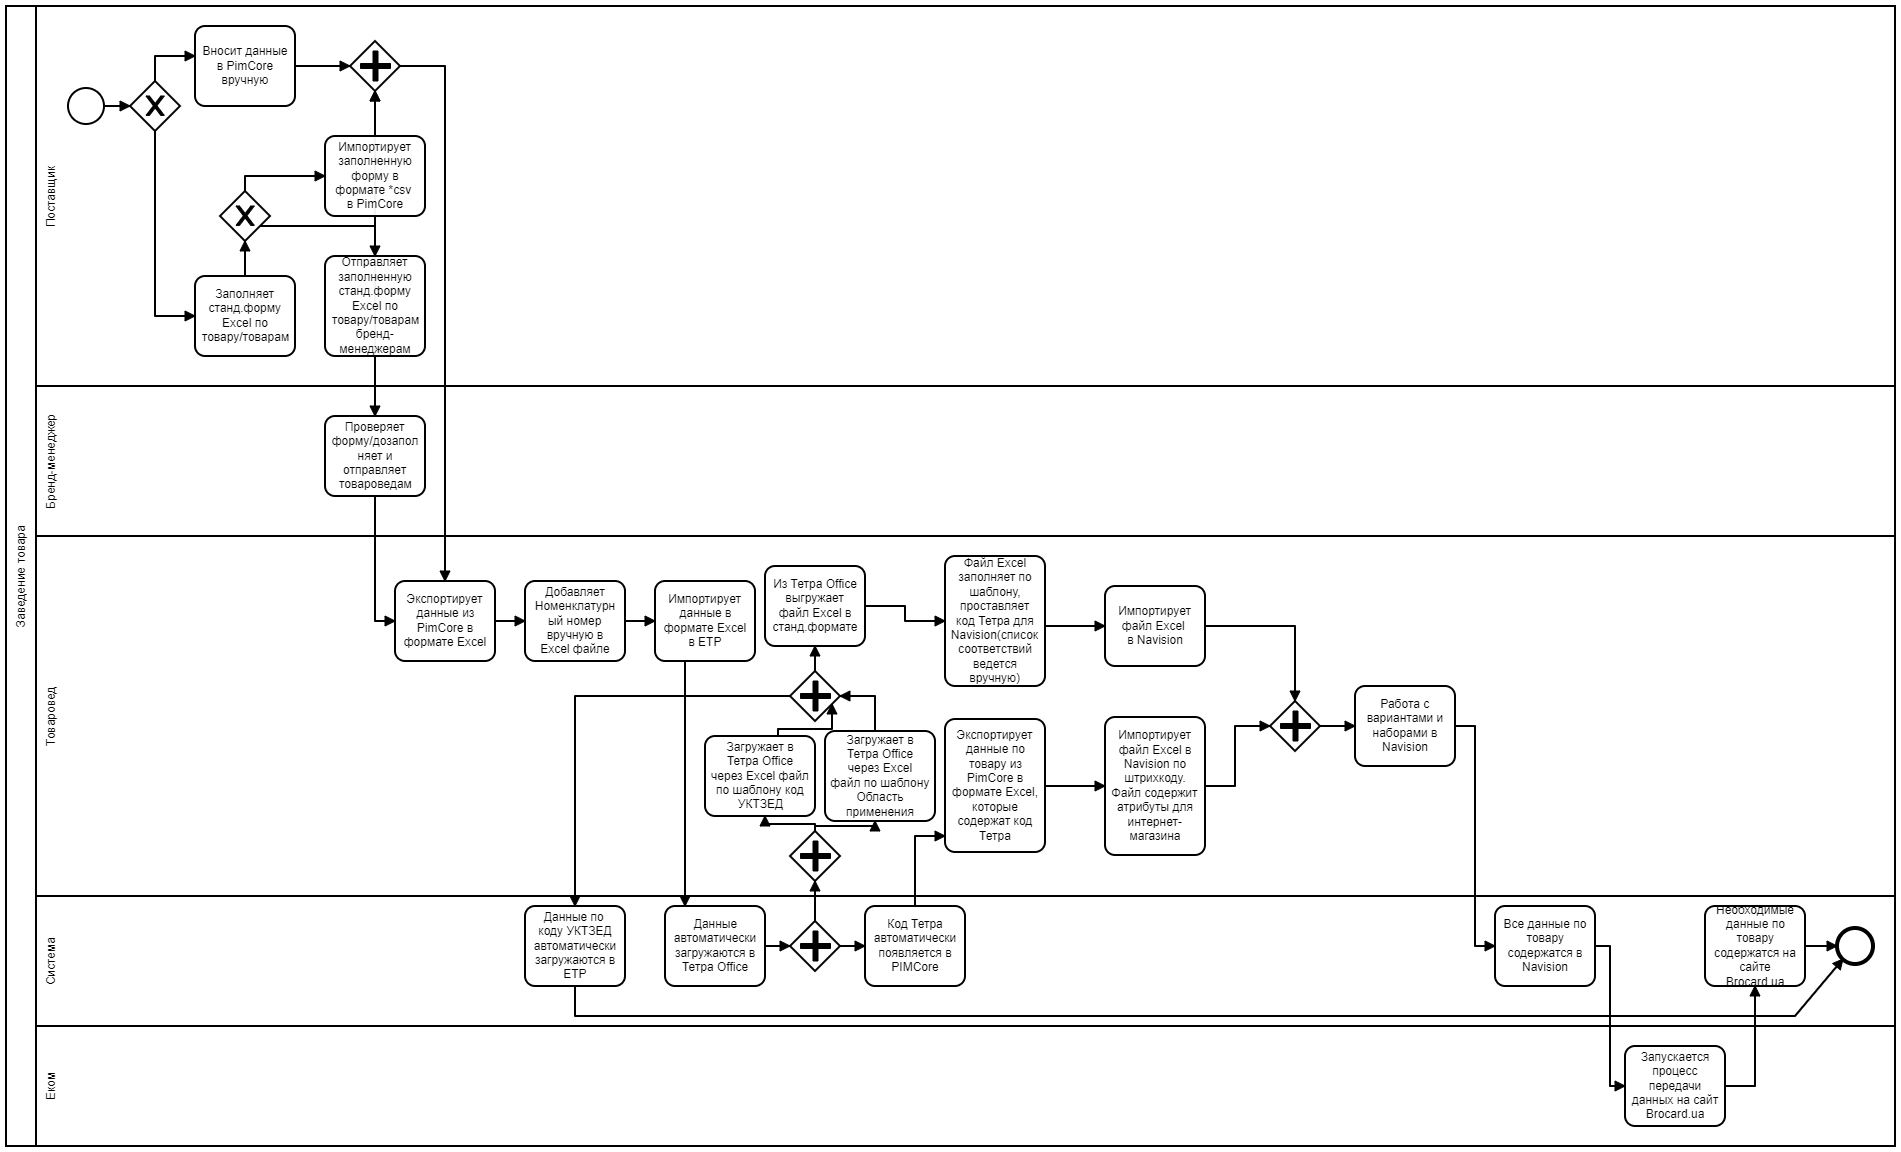 Заведение товара
Поставщик
Вносит данные
в PimCore
вручную
Импортирует
заполненную
форму в
формате *csv
в PimCore
Заполняет
станд.форму
Excel по
товару/товарам
Отправляет
заполненную
станд.форму
Excel по
товару/товарам
бренд-
менеджерам
Бренд-менеджер
Проверяет
форму/дозапол
няет и
отправляет
товароведам
Товаровед
Экспортирует
данные из
PimCore в
формате Excel
Добавляет
Номенклатурн
ый номер
вручную в
Excel файле
Импортирует
данные в
формате Excel
в ETP
Из Тетра Office
выгружает
файл Excel в
станд.формате
Файл Excel
заполняет по
шаблону,
проставляет
код Тетра для
Navision(список
соответствий
ведется
вручную)
Импортирует
файл Excel
в Navision
Загружает в
Тетра Office
через Excel файл
по шаблону код
УКТЗЕД
Загружает в
Тетра Office
через Excel
файл по шаблону
Область
применения
Экспортирует
данные по
товару из
PimCore в
формате Excel,
которые
содержат код
Тетра
Импортирует
файл Excel в
Navision по
штрихкоду.
Файл содержит
атрибуты для
интернет-
магазина
Работа с
вариантами и
наборами в
Navision
Система
Данные по
коду УКТЗЕД
автоматически
загружаются в
ETP
Данные
автоматически
загружаются в
Тетра Office
Код Тетра
автоматически
появляется в
PIMCore
Все данные по
товару
содержатся в
Navision
Необходимые
данные по
товару
содержатся на
сайте
Brocard.ua
Еком
Запускается
процесс
передачи
данных на сайт
Brocard.ua